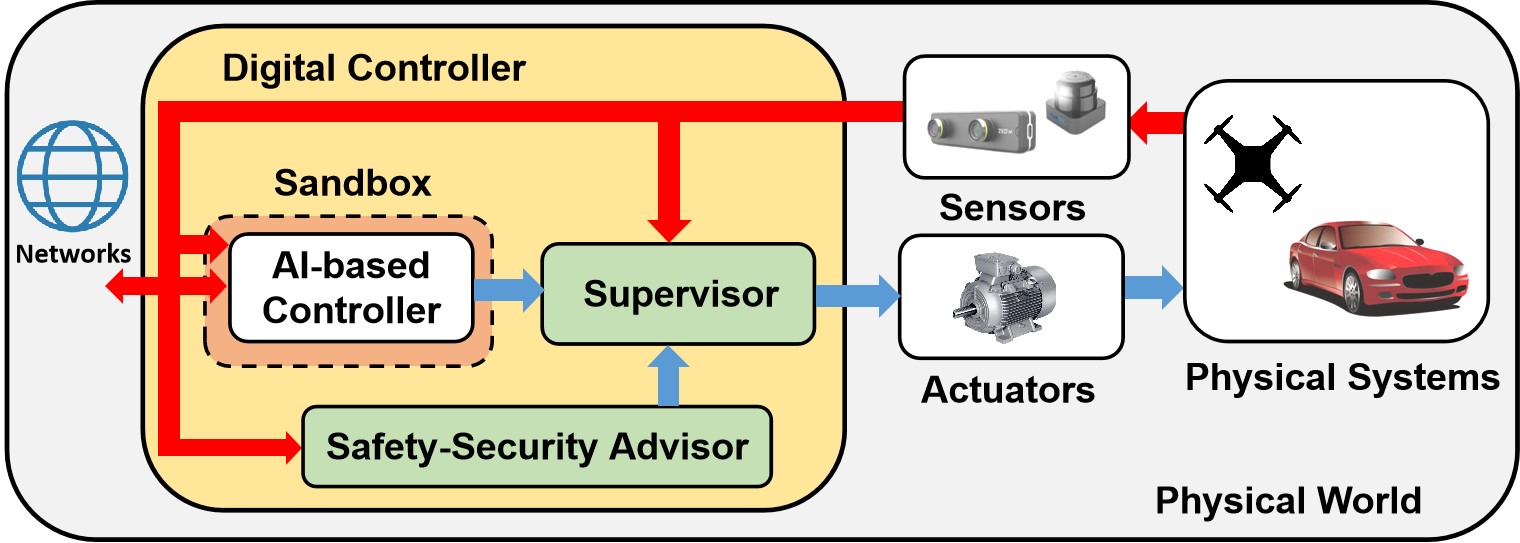 Digital Controller
Sandbox
Networks
AI-based
Controller
Supervisor
Safety-Security Advisor
Sensors
Actuators
Physical Systems
Physical World